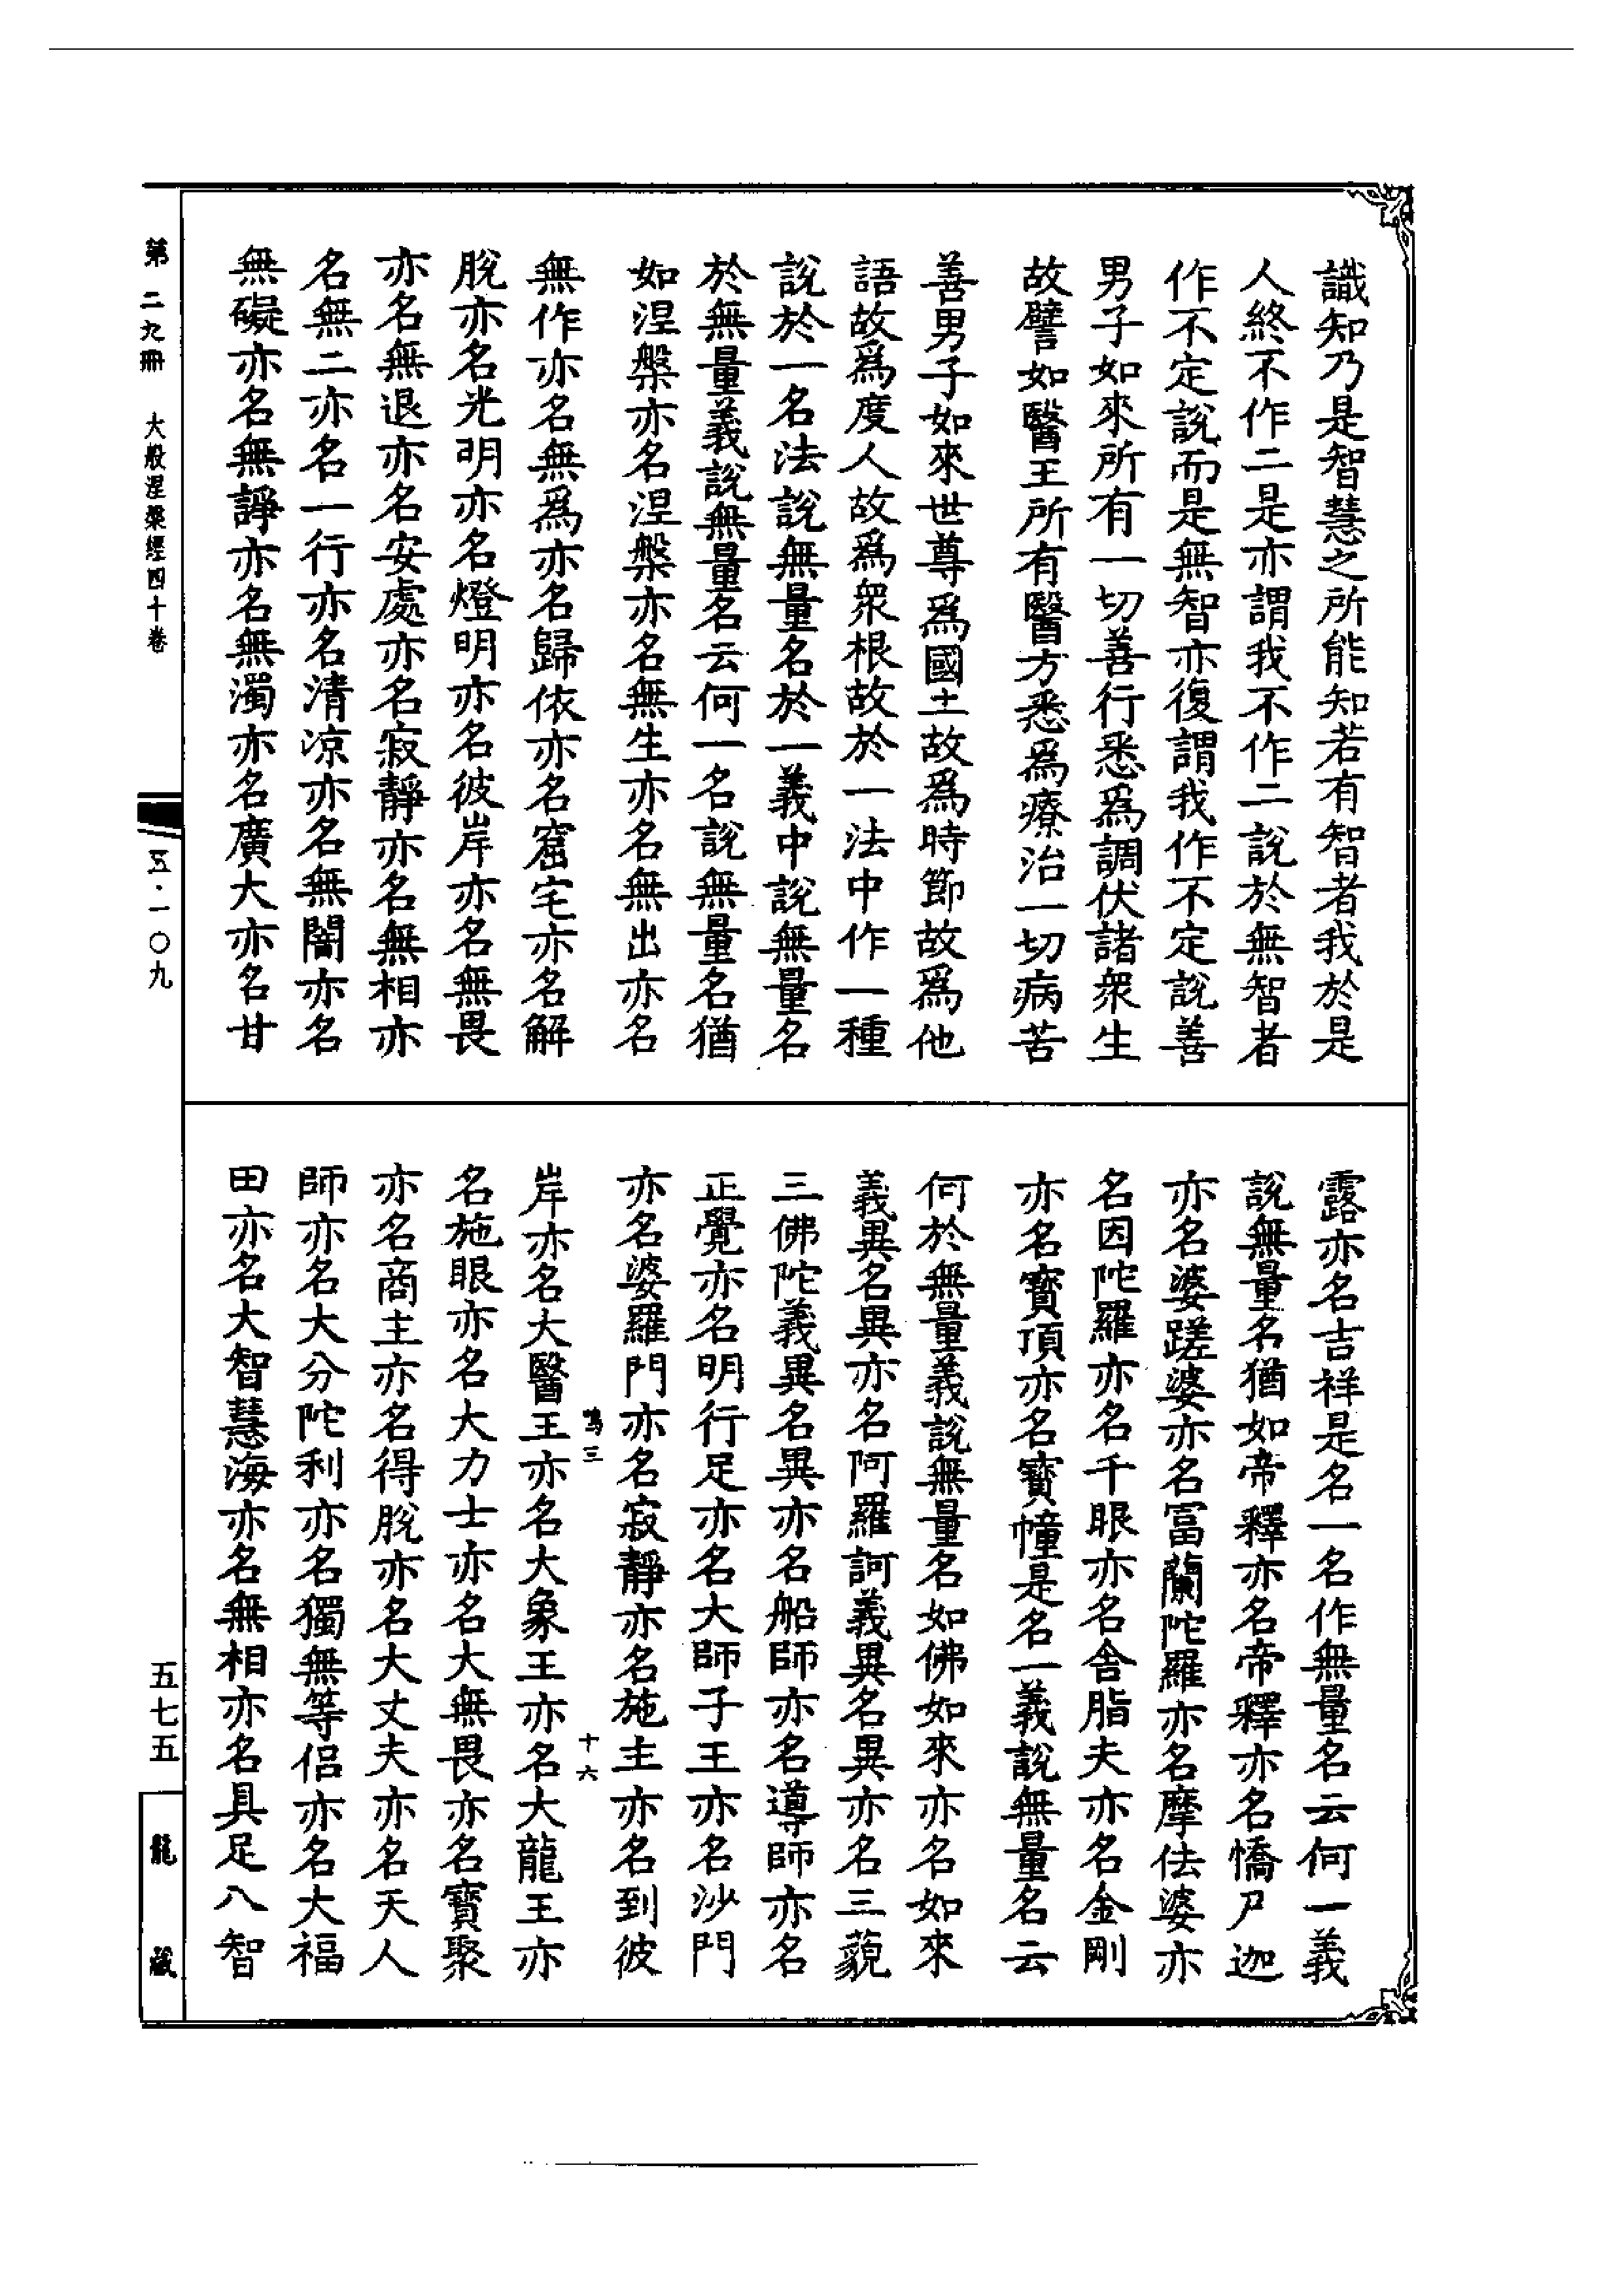 識知乃是智慧之所能知若有智者我於是
人終不作二是亦謂我不作二說於無智者
作不定說而是無智亦復謂我作不定說善
男子如來所有一切善行悉爲調伏諸衆生
故譬如醫王所有醫方悉爲療治一切病苦
善男子如來世尊爲國土故爲時節故爲他
語故爲度人故爲衆根故於一法中作一種
說於一名法說無量名於一義中說無量名
於無量義說無量名云何一名說無量名猶
如涅槃亦名涅槃亦名無生亦名無出亦名
無作亦名無爲亦名歸依亦名窟宅亦名解
脫亦名光明亦名燈明亦名彼岸亦名無畏
亦名無退亦名安處亦名寂靜亦名無相亦
名無二亦名一行亦名清凉亦名無闇亦名
無礙亦名無諍亦名無濁亦名廣大亦名甘
露亦名吉祥是名一名作無量名云何一義
說無量名猶如帝釋亦名帝釋亦名憍尸迦
亦名婆蹉婆亦名富蘭陀羅亦名摩佉婆亦
名因陀羅亦名千眼亦名舍脂夫亦名金剛
亦名寶頂亦名寶幢是名一義說無量名云
何於無量義說無量名如佛如來亦名如來
義異名異亦名阿羅訶義異名異亦名三藐
三佛陀義異名異亦名船師亦名導師亦名
正覺亦名明行足亦名大師子王亦名沙門
亦名婆羅門亦名寂靜亦名施主亦名到彼
鳴三 十六
岸亦名大醫王亦名大象王亦名大龍王亦
名施眼亦名大力士亦名大無畏亦名寶聚
亦名商主亦名得脫亦名大丈夫亦名天人
師亦名大分陀利亦名獨無等侶亦名大福
田亦名大智慧海亦名無相亦名具足八智
第二九冊 大般涅槃經四十卷
五·一〇九
五七五
龍藏